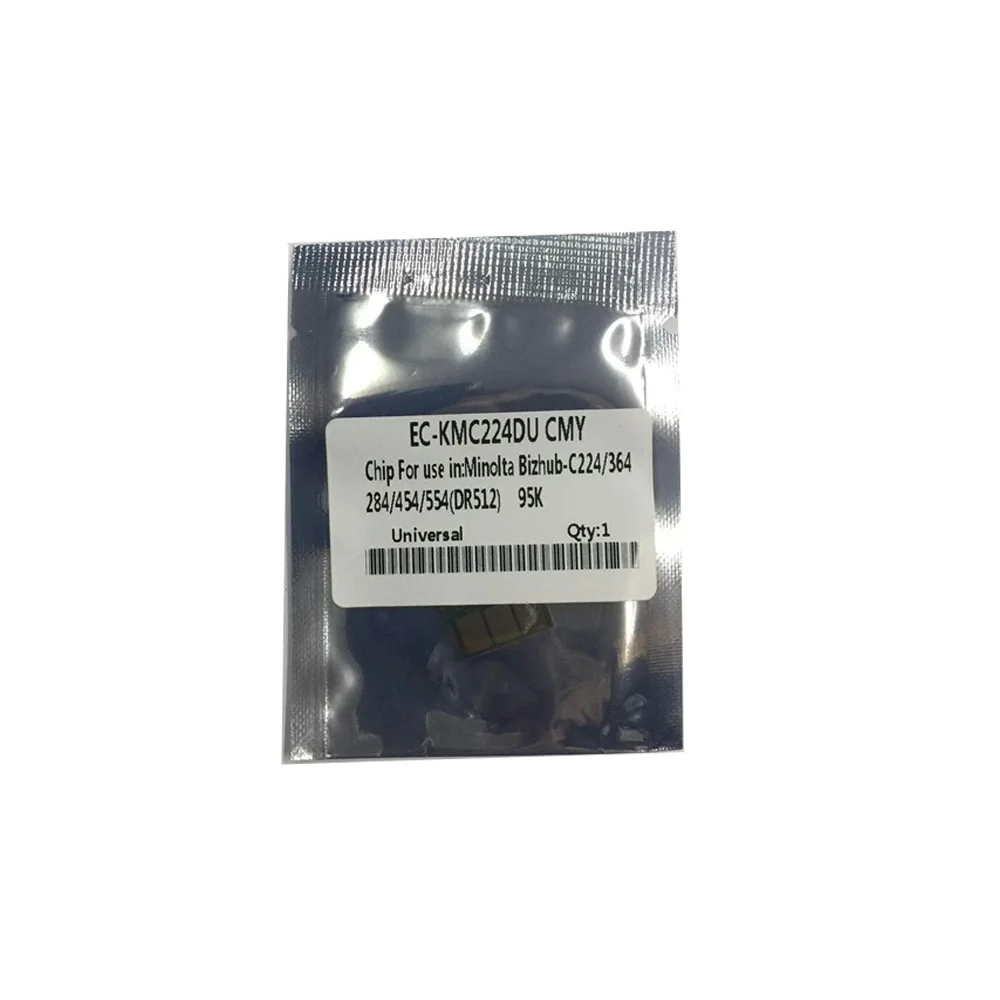 EC-KMC224DU CMY
Chip For use in:Minolta Bizhub-C224/364
284/454/554(DR512) 95K
Universal Qty:1